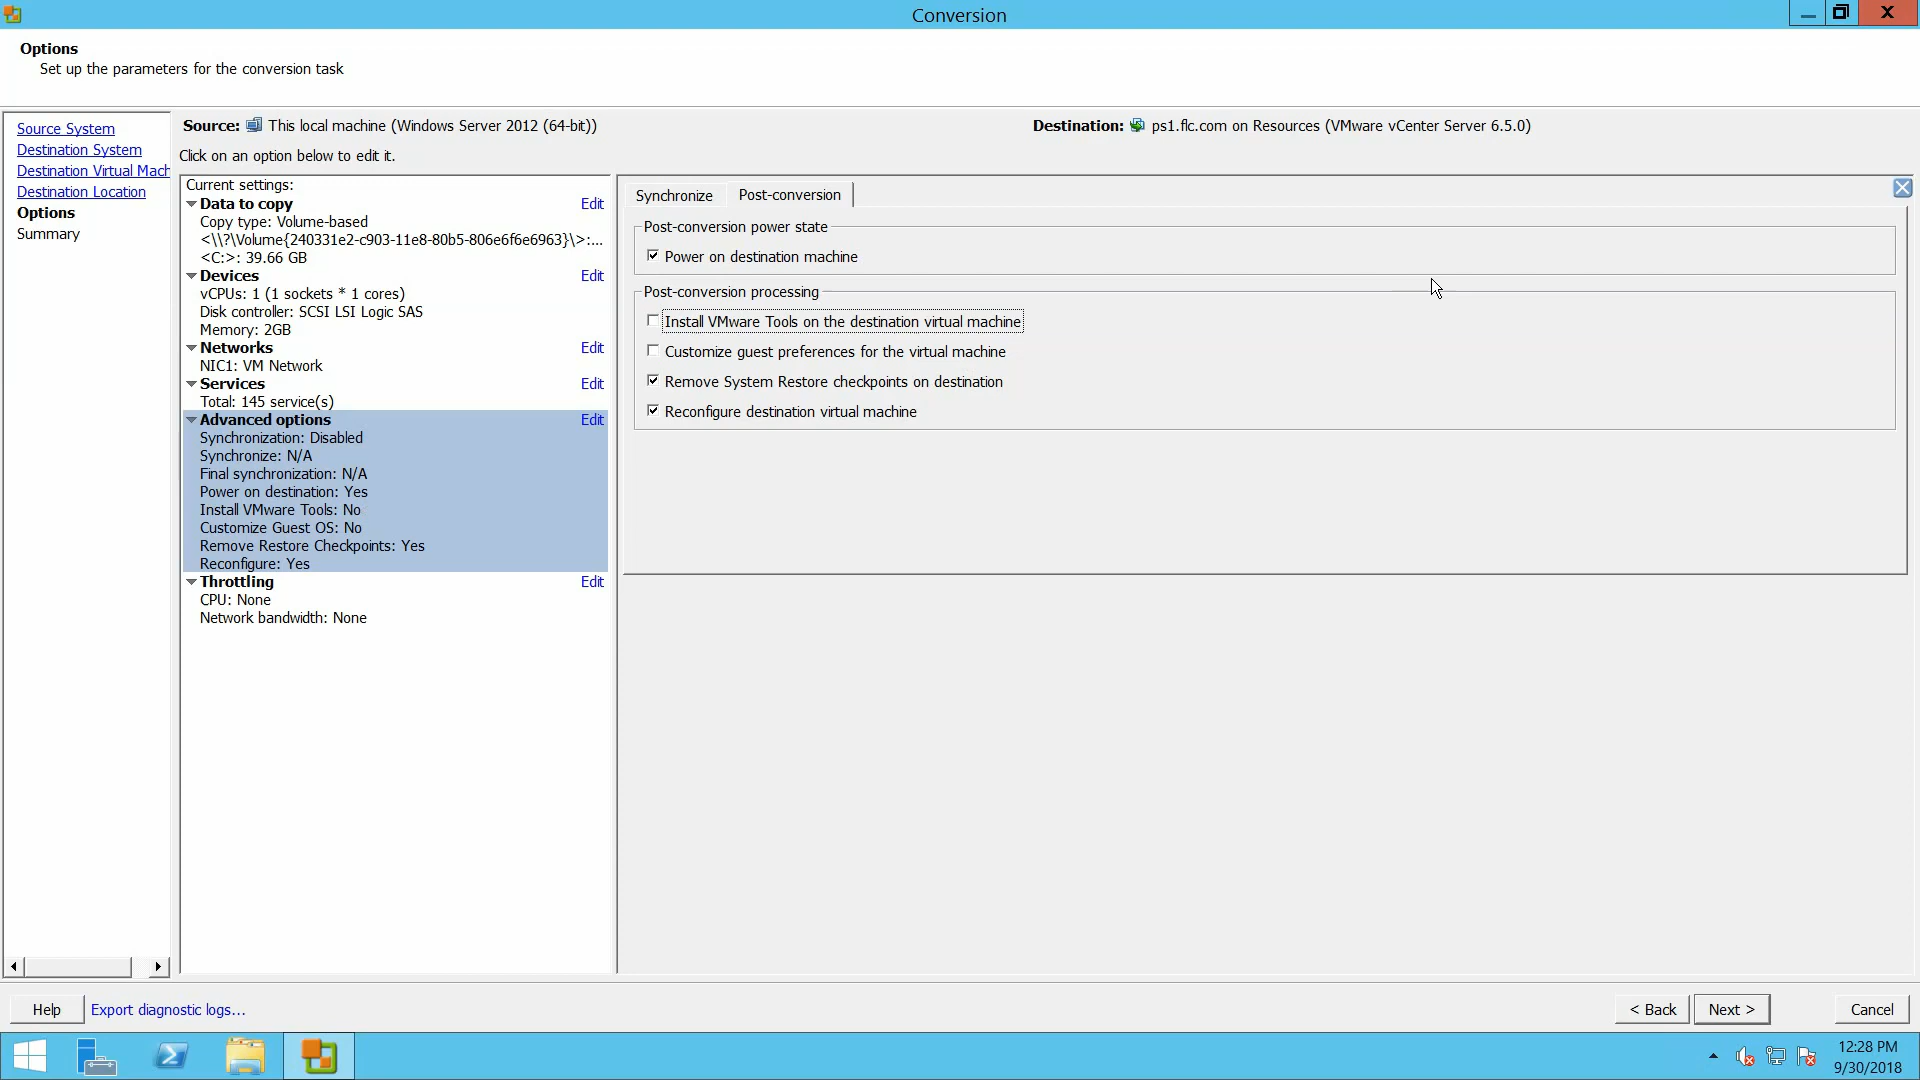 Conversion
Options
Set up the parameters for the conversion task
Source System
Destination System
Destination Virtual Mach
Destination Location
Options
Summary
Source: This local machine (Windows Server 2012 (64-bit))
Destination: ps1.flc.com on Resources (VMware vCenter Server 6.5.0)
Click on an option below to edit it.
Current settings:
Data to copy Edit
Copy type: Volume-based
<\\?\Volume{240331e2-c903-11e8-80b5-806e6f6e6963}\>:...
<C:>: 39.66 GB
Devices Edit
vCPUs: 1 (1 sockets * 1 cores)
Disk controller: SCSI LSI Logic SAS
Memory: 2GB
Networks Edit
NIC1: VM Network
Services Edit
Total: 145 service(s)
Advanced options Edit
Synchronization: Disabled
Synchronize: N/A
Final synchronization: N/A
Power on destination: Yes
Install VMware Tools: No
Customize Guest OS: No
Remove Restore Checkpoints: Yes
Reconfigure: Yes
Throttling Edit
CPU: None
Network bandwidth: None
Synchronize Post-conversion
Post-conversion power state
Power on destination machine
Post-conversion processing
Install VMware Tools on the destination virtual machine
Customize guest preferences for the virtual machine
Remove System Restore checkpoints on destination
Reconfigure destination virtual machine
Help Export diagnostic logs... < Back Next > Cancel
12:28 PM
9/30/2018